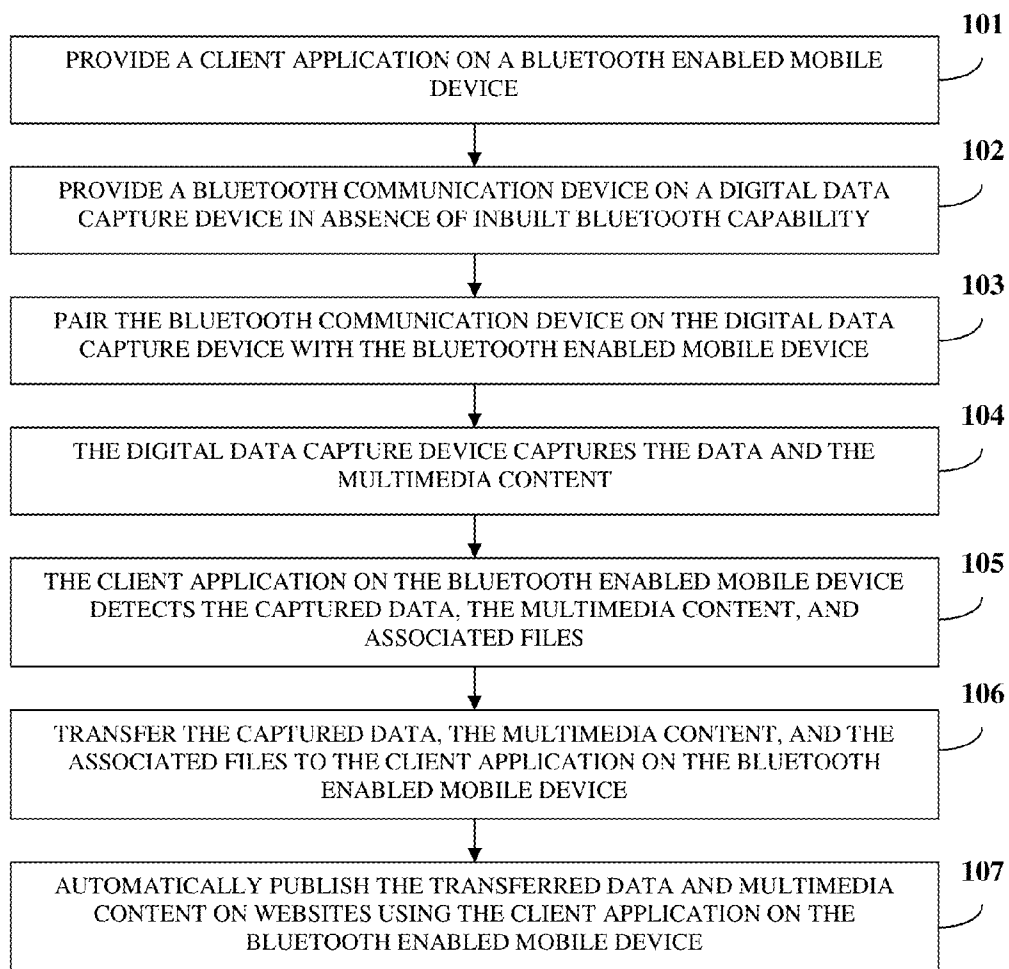 101
PROVIDE A CLIENT APPLICATION ON A BLUETOOTH ENABLED MOBILE
DEVICE
102
PROVIDE A BLUETOOTH COMMUNICATION DEVICE ON A DIGITAL DATA
CAPTURE DEVICE IN ABSENCE OF INBUILT BLUETOOTH CAPABILITY
103
PAIR THE BLUETOOTH COMMUNICATION DEVICE ON THE DIGITAL DATA
CAPTURE DEVICE WITH THE BLUETOOTH ENABLED MOBILE DEVICE
104
THE DIGITAL DATA CAPTURE DEVICE CAPTURES THE DATA AND THE
MULTIMEDIA CONTENT
105
THE CLIENT APPLICATION ON THE BLUETOOTH ENABLED MOBILE DEVICE
DETECTS THE CAPTURED DATA, THE MULTIMEDIA CONTENT, AND
ASSOCIATED FILES
106
TRANSFER THE CAPTURED DATA, THE MULTIMEDIA CONTENT, AND THE
ASSOCIATED FILES TO THE CLIENT APPLICATION ON THE BLUETOOTH
ENABLED MOBILE DEVICE
107
AUTOMATICALLY PUBLISH THE TRANSFERRED DATA AND MULTIMEDIA
CONTENT ON WEBSITES USING THE CLIENT APPLICATION ON THE
BLUETOOTH ENABLED MOBILE DEVICE